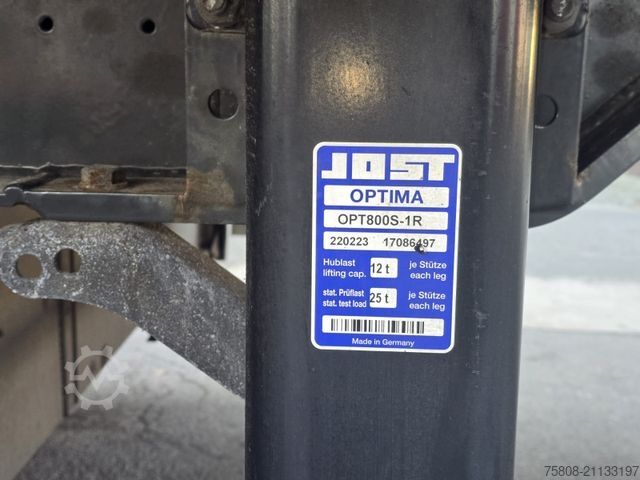 JOST
OPTIMA
OPT800S-1R
220223 17086497
Hublast 12 t je Stütze
lifting cap. each leg
stat. Prüflast 25 t je Stütze
stat. test load each leg
Made in Germany
75808-21133197